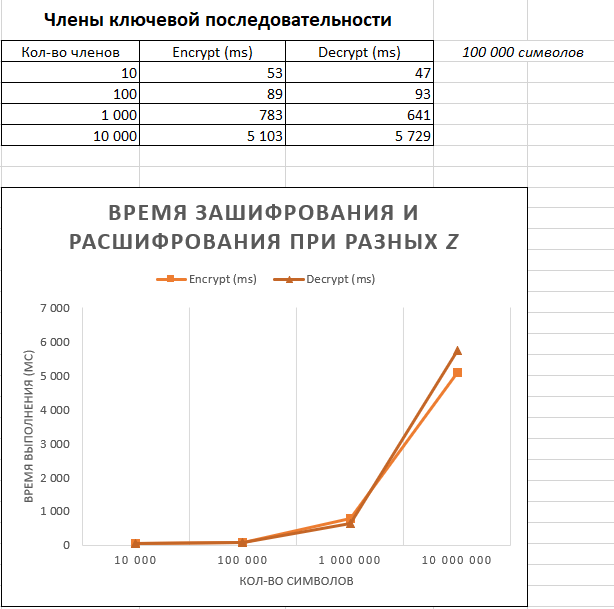 Члены ключевой последовательности
Кол-во членов Encrypt (ms) Decrypt (ms) 100 000 символов
10 53 47
100 89 93
1 000 783 641
10 000 5 103 5 729
ВРЕМЯ ЗАШИФРОВАНИЯ И
РАСШИФРОВАНИЯ ПРИ РАЗНЫХ Z
Encrypt (ms) Decrypt (ms)
ВРЕМЯ ВЫПОЛНЕНИЯ (МС)
7 000
6 000
5 000
4 000
3 000
2 000
1 000
0
10 000 100 000 1 000 000 10 000 000
КОЛ-ВО СИМВОЛОВ